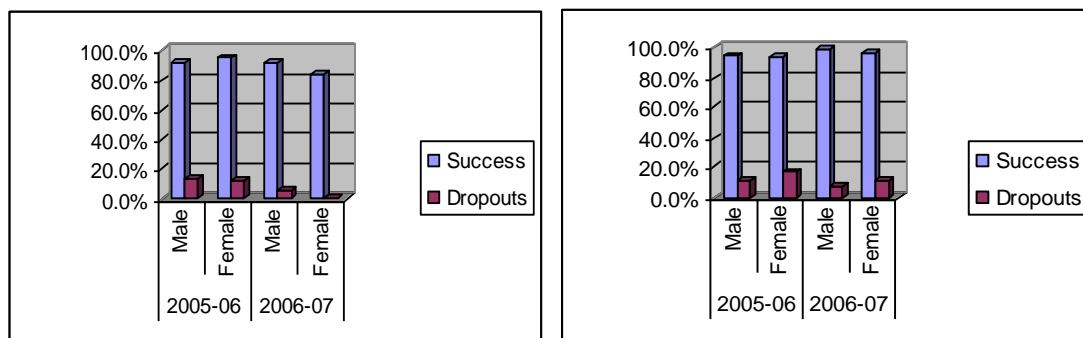 100.0%
80.0%
60.0%
40.0%
20.0%
0.0%
Male
Female
Male
Female
2005-06
2006-07
Success
Dropouts
100.0%
80.0%
60.0%
40.0%
20.0%
0.0%
Male
Female
Male
Female
2005-06
2006-07
Success
Dropouts